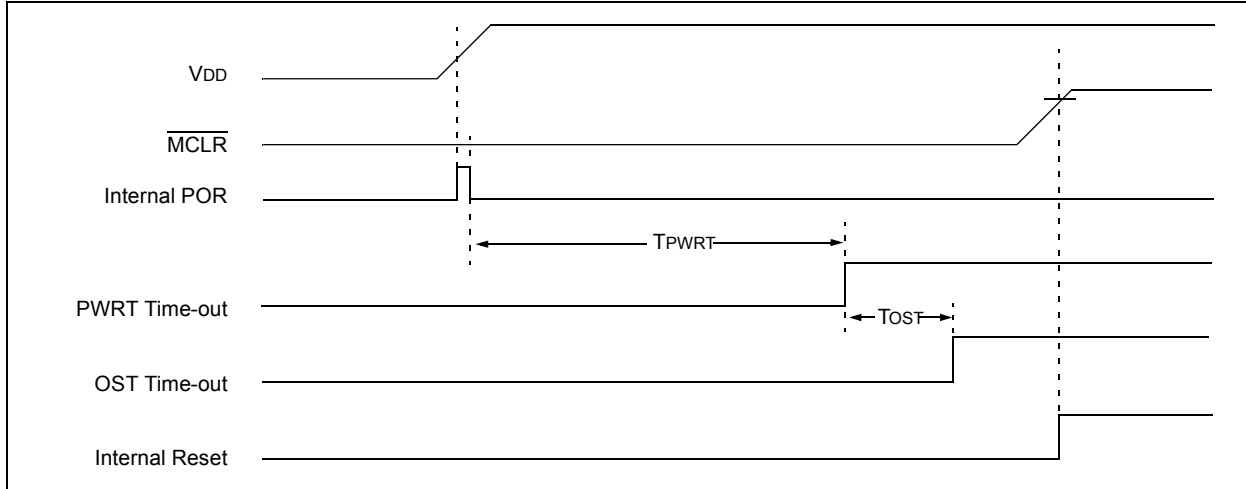 VDD
MCLR
Internal POR
TPWRT
PWRT Time-out
TOST
OST Time-out
Internal Reset